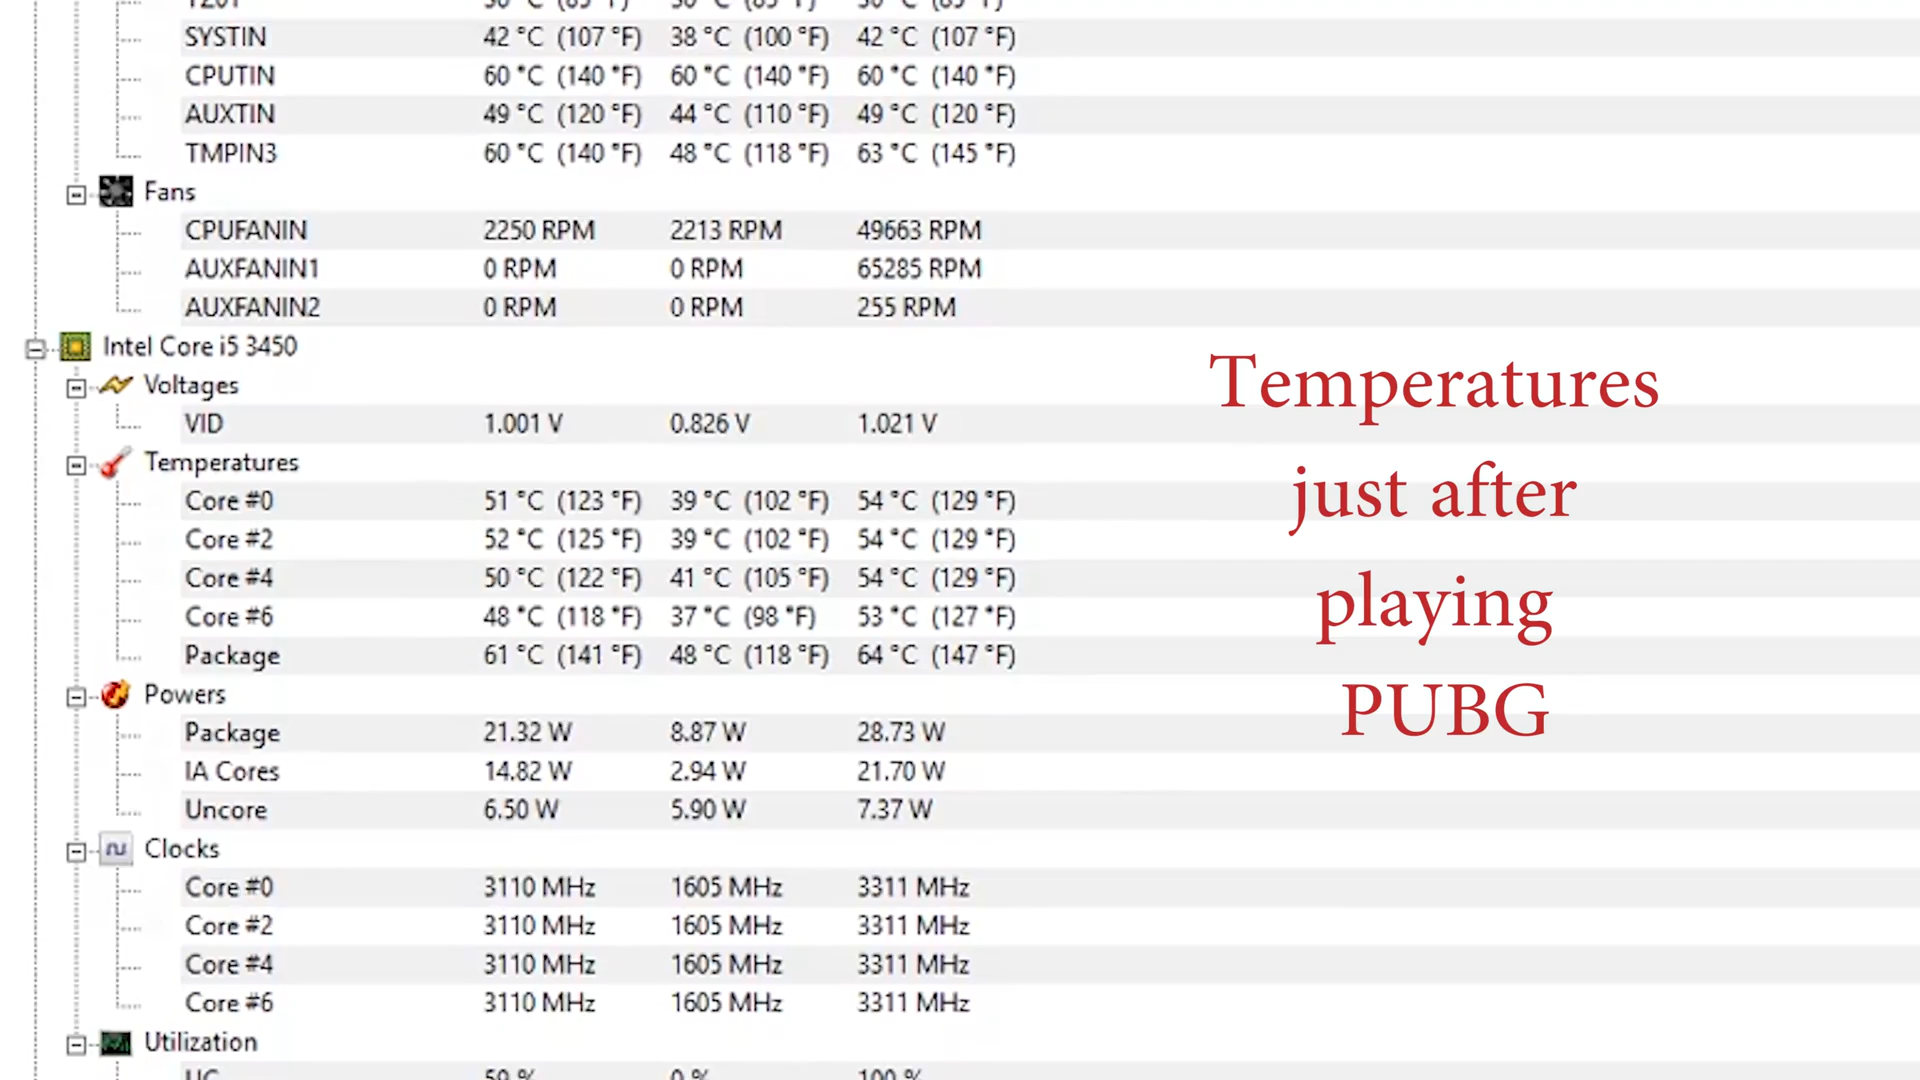 SYSTIN 42 °C (107 °F) 38 °C (100 °F) 42 °C (107 °F)
CPUTIN 60 °C (140 °F) 60 °C (140 °F) 60 °C (140 °F)
AUXTIN 49 °C (120 °F) 44 °C (110 °F) 49 °C (120 °F)
TMPIN3 60 °C (140 °F) 48 °C (118 °F) 63 °C (145 °F)
Fans
CPUFANIN 2250 RPM 2213 RPM 49663 RPM
AUXFANIN1 0 RPM 0 RPM 65285 RPM
AUXFANIN2 0 RPM 0 RPM 255 RPM
Intel Core i5 3450
Voltages
VID 1.001 V 0.826 V 1.021 V
Temperatures
Core #0 51 °C (123 °F) 39 °C (102 °F) 54 °C (129 °F)
Core #2 52 °C (125 °F) 39 °C (102 °F) 54 °C (129 °F)
Core #4 50 °C (122 °F) 41 °C (105 °F) 54 °C (129 °F)
Core #6 48 °C (118 °F) 37 °C (98 °F) 53 °C (127 °F)
Package 61 °C (141 °F) 48 °C (118 °F) 64 °C (147 °F)
Powers
Package 21.32 W 8.87 W 28.73 W
IA Cores 14.82 W 2.94 W 21.70 W
Uncore 6.50 W 5.90 W 7.37 W
Clocks
Core #0 3110 MHz 1605 MHz 3311 MHz
Core #2 3110 MHz 1605 MHz 3311 MHz
Core #4 3110 MHz 1605 MHz 3311 MHz
Core #6 3110 MHz 1605 MHz 3311 MHz
Utilization
Temperatures
just after
playing
PUBG